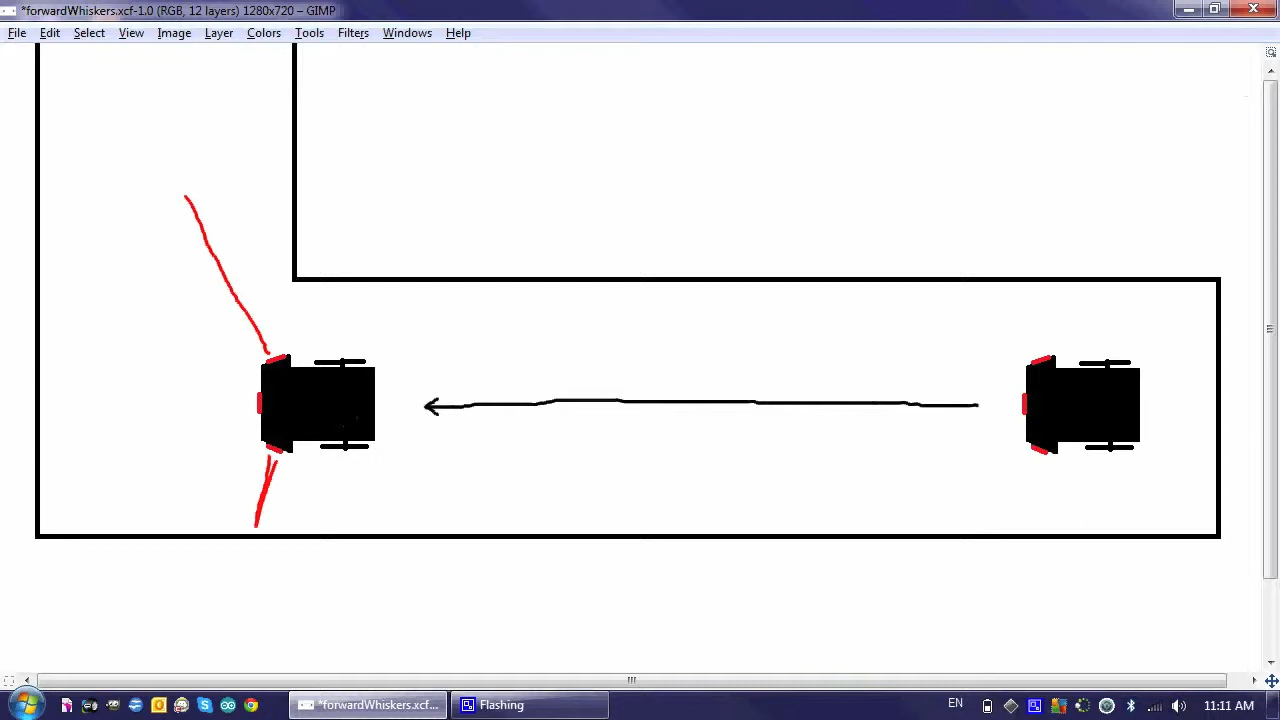 *forwardWhiskers.xcf-1.0 (RGB, 12 layers) 1280x720 – GIMP
File Edit Select View Image Layer Colors Tools Filters Windows Help
*forwardWhiskers.xcf... Flashing EN 11:11 AM